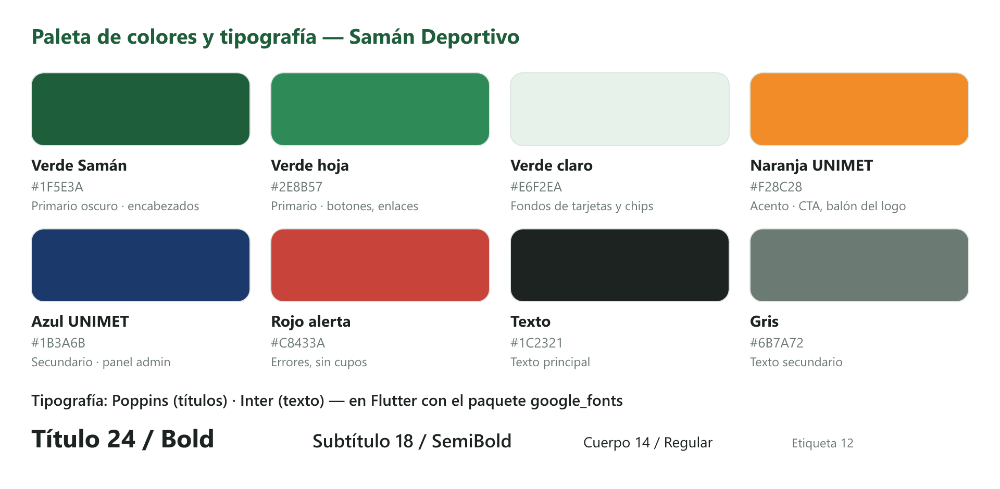 Paleta de colores y tipografía — Samán Deportivo
Verde Samán
#1F5E3A
Primario oscuro · encabezados
Verde hoja
#2E8B57
Primario · botones, enlaces
Verde claro
#E6F2EA
Fondos de tarjetas y chips
Naranja UNIMET
#F28C28
Acento · CTA, balón del logo
Azul UNIMET
#1B3A6B
Secundario · panel admin
Rojo alerta
#C8433A
Errores, sin cupos
Texto
#1C2321
Texto principal
Gris
#6B7A72
Texto secundario
Tipografía: Poppins (títulos) · Inter (texto) — en Flutter con el paquete google_fonts
Título 24 / Bold
Subtítulo 18 / SemiBold
Cuerpo 14 / Regular
Etiqueta 12